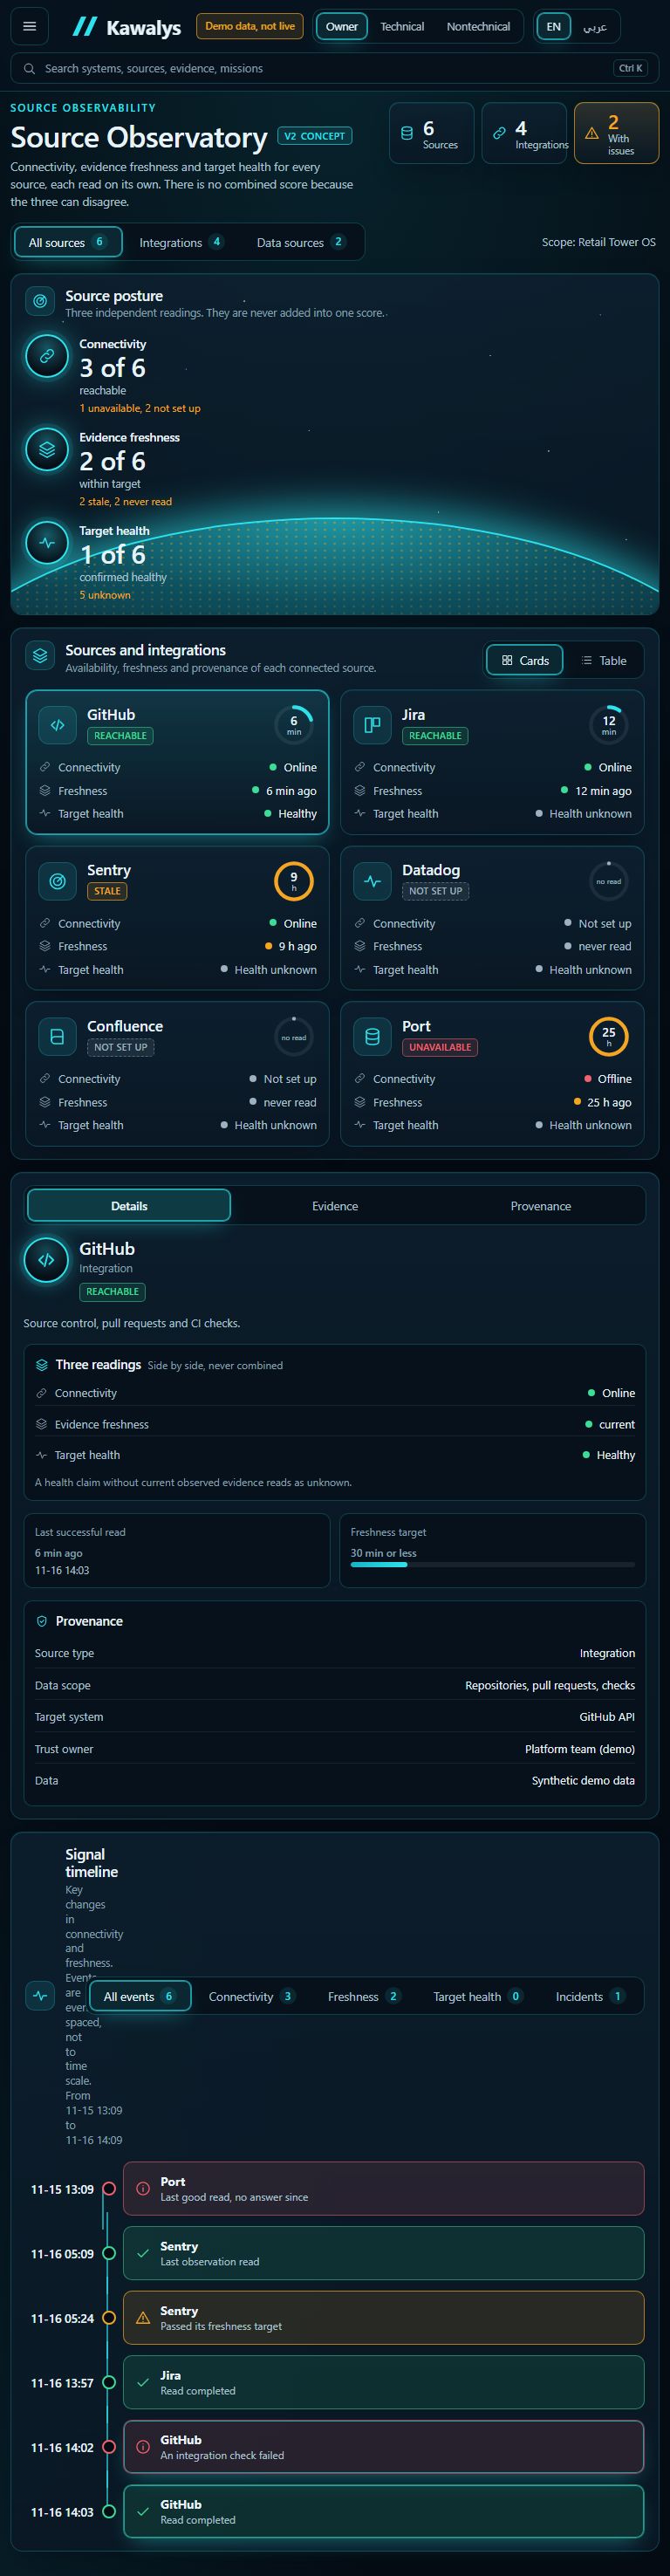 Kawalys
Demo data, not live
Owner
Technical
Nontechnical
EN
عربي
Search systems, sources, evidence, missions
Ctrl K
SOURCE OBSERVABILITY
Source Observatory
V2 CONCEPT
Connectivity, evidence freshness and target health for every
source, each read on its own. There is no combined score because
the three can disagree.
6
Sources
4
Integrations
2
With
issues
All sources 6
Integrations 4
Data sources 2
Scope: Retail Tower OS
Source posture
Three independent readings. They are never added into one score.
Connectivity
3 of 6
reachable
1 unavailable, 2 not set up
Evidence freshness
2 of 6
within target
2 stale, 2 never read
Target health
1 of 6
confirmed healthy
5 unknown
Sources and integrations
Availability, freshness and provenance of each connected source.
Cards
Table
GitHub
REACHABLE
6
min
Connectivity Online
Freshness 6 min ago
Target health Healthy
Jira
REACHABLE
12
min
Connectivity Online
Freshness 12 min ago
Target health Health unknown
Sentry
STALE
9
h
Connectivity Online
Freshness 9 h ago
Target health Health unknown
Datadog
NOT SET UP
no read
Connectivity Not set up
Freshness never read
Target health Health unknown
Confluence
NOT SET UP
no read
Connectivity Not set up
Freshness never read
Target health Health unknown
Port
UNAVAILABLE
25
h
Connectivity Offline
Freshness 25 h ago
Target health Health unknown
Details
Evidence
Provenance
GitHub
Integration
REACHABLE
Source control, pull requests and CI checks.
Three readings Side by side, never combined
Connectivity Online
Evidence freshness current
Target health Healthy
A health claim without current observed evidence reads as unknown.
Last successful read
6 min ago
11-16 14:03
Freshness target
30 min or less
Provenance
Source type Integration
Data scope Repositories, pull requests, checks
Target system GitHub API
Trust owner Platform team (demo)
Data Synthetic demo data
Signal
timeline
Key
changes
in
connectivity
and
freshness.
Events
are
spaced,
not
to
time
scale.
From
11-15 13:09
to
11-16 14:09
All events 6
Connectivity 3
Freshness 2
Target health 0
Incidents 1
11-15 13:09
Port
Last good read, no answer since
11-16 05:09
Sentry
Last observation read
11-16 05:24
Sentry
Passed its freshness target
11-16 13:57
Jira
Read completed
11-16 14:02
GitHub
An integration check failed
11-16 14:03
GitHub
Read completed